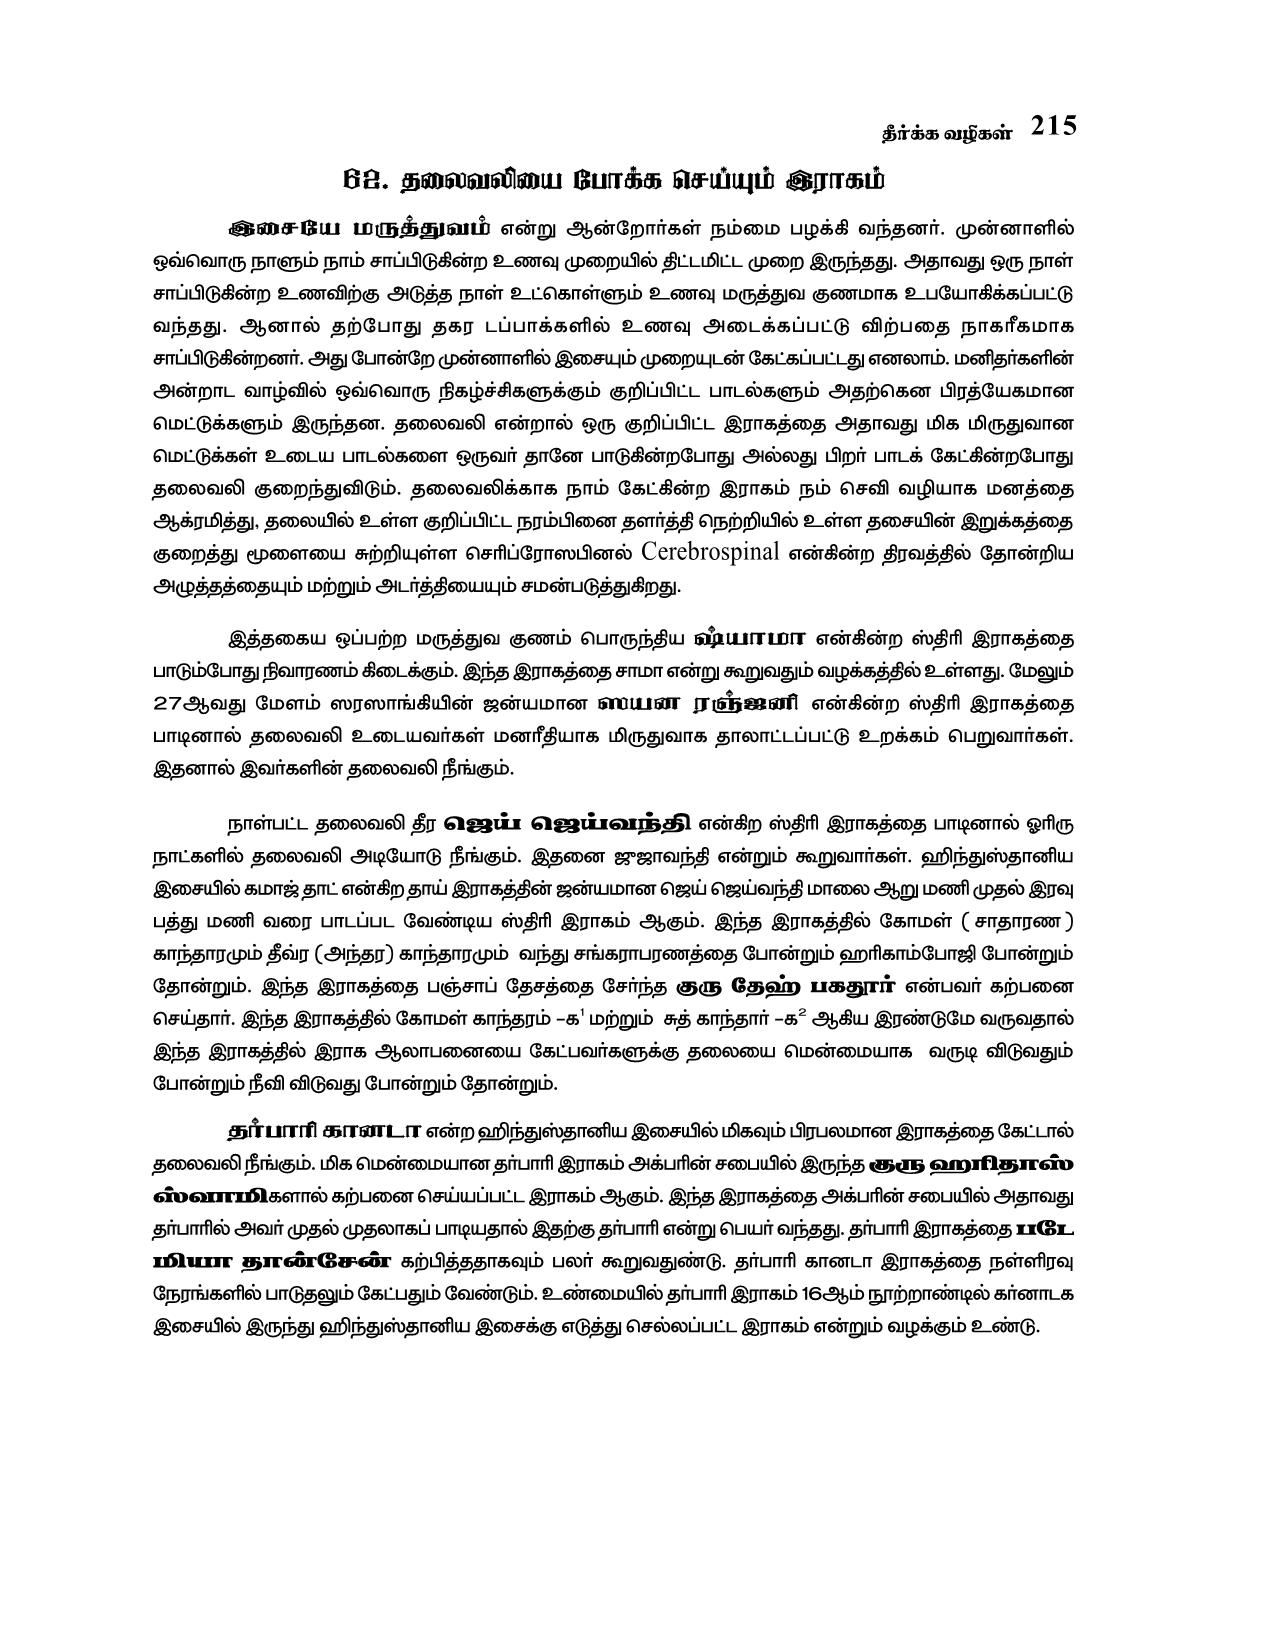 தீர்க்க வழிகள் 215
62. தலைவலியை போக்க செய்யும் இராகம்
இசையே மருத்துவம் என்று ஆன்றோர்கள் நம்மை பழக்கி வந்தனர். முன்னாளில்
ஒவ்வொரு நாளும் நாம் சாப்பிடுகின்ற உணவு முறையில் திட்டமிட்ட முறை இருந்தது. அதாவது ஒரு நாள்
சாப்பிடுகின்ற உணவிற்கு அடுத்த நாள் உட்கொள்ளும் உணவு மருத்துவ குணமாக உபயோகிக்கப்பட்டு
வந்தது. ஆனால் தற்போது தகர டப்பாக்களில் உணவு அடைக்கப்பட்டு விற்பதை நாகரீகமாக
சாப்பிடுகின்றனர். அது போன்றே முன்னாளில் இசையும் முறையுடன் கேட்கப்பட்டது எனலாம். மனிதர்களின்
அன்றாட வாழ்வில் ஒவ்வொரு நிகழ்ச்சிகளுக்கும் குறிப்பிட்ட பாடல்களும் அதற்கென பிரத்யேகமான
மெட்டுக்களும் இருந்தன. தலைவலி என்றால் ஒரு குறிப்பிட்ட இராகத்தை அதாவது மிக மிருதுவான
மெட்டுக்கள் உடைய பாடல்களை ஒருவர் தானே பாடுகின்றபோது அல்லது பிறர் பாடக் கேட்கின்றபோது
தலைவலி குறைந்துவிடும். தலைவலிக்காக நாம் கேட்கின்ற இராகம் நம் செவி வழியாக மனத்தை
ஆக்ரமித்து, தலையில் உள்ள குறிப்பிட்ட நரம்பினை தளர்த்தி நெற்றியில் உள்ள தசையின் இறுக்கத்தை
குறைத்து மூளையை சுற்றியுள்ள செரிப்ரோஸபினல் Cerebrospinal என்கின்ற திரவத்தில் தோன்றிய
அழுத்தத்தையும் மற்றும் அடர்த்தியையும் சமன்படுத்துகிறது.
இத்தகைய ஒப்பற்ற மருத்துவ குணம் பொருந்திய ஷ்யாமா என்கின்ற ஸ்திரி இராகத்தை
பாடும்போது நிவாரணம் கிடைக்கும். இந்த இராகத்தை சாமா என்று கூறுவதும் வழக்கத்தில் உள்ளது. மேலும்
27ஆவது மேளம் ஸரஸாங்கியின் ஜன்யமான ஸயன ரஞ்ஜனி என்கின்ற ஸ்திரி இராகத்தை
பாடினால் தலைவலி உடையவர்கள் மனரீதியாக மிருதுவாக தாலாட்டப்பட்டு உறக்கம் பெறுவார்கள்.
இதனால் இவர்களின் தலைவலி நீங்கும்.
நாள்பட்ட தலைவலி தீர ஜெய் ஜெய்வந்தி என்கிற ஸ்திரி இராகத்தை பாடினால் ஓரிரு
நாட்களில் தலைவலி அடியோடு நீங்கும். இதனை ஜுஜாவந்தி என்றும் கூறுவார்கள். ஹிந்துஸ்தானிய
இசையில் கமாஜ் தாட் என்கிற தாய் இராகத்தின் ஜன்யமான ஜெய் ஜெய்வந்தி மாலை ஆறு மணி முதல் இரவு
பத்து மணி வரை பாடப்பட வேண்டிய ஸ்திரி இராகம் ஆகும். இந்த இராகத்தில் கோமள் ( சாதாரண )
காந்தாரமும் தீவ்ர (அந்தர) காந்தாரமும் வந்து சங்கராபரணத்தை போன்றும் ஹரிகாம்போஜி போன்றும்
தோன்றும். இந்த இராகத்தை பஞ்சாப் தேசத்தை சேர்ந்த குரு தேஹ் பகதூர் என்பவர் கற்பனை
செய்தார். இந்த இராகத்தில் கோமள் காந்தரம் –க¹ மற்றும் சுத் காந்தார் –க² ஆகிய இரண்டுமே வருவதால்
இந்த இராகத்தில் இராக ஆலாபனையை கேட்பவர்களுக்கு தலையை மென்மையாக வருடி விடுவதும்
போன்றும் நீவி விடுவது போன்றும் தோன்றும்.
தர்பாரி கானடா என்ற ஹிந்துஸ்தானிய இசையில் மிகவும் பிரபலமான இராகத்தை கேட்டால்
தலைவலி நீங்கும். மிக மென்மையான தர்பாரி இராகம் அக்பரின் சபையில் இருந்த குரு ஹரிதாஸ்
ஸ்வாமிகளால் கற்பனை செய்யப்பட்ட இராகம் ஆகும். இந்த இராகத்தை அக்பரின் சபையில் அதாவது
தர்பாரில் அவர் முதல் முதலாகப் பாடியதால் இதற்கு தர்பாரி என்று பெயர் வந்தது. தர்பாரி இராகத்தை படே
மியா தான்சேன் கற்பித்ததாகவும் பலர் கூறுவதுண்டு. தர்பாரி கானடா இராகத்தை நள்ளிரவு
நேரங்களில் பாடுதலும் கேட்பதும் வேண்டும். உண்மையில் தர்பாரி இராகம் 16ஆம் நூற்றாண்டில் கர்னாடக
இசையில் இருந்து ஹிந்துஸ்தானிய இசைக்கு எடுத்து செல்லப்பட்ட இராகம் என்றும் வழக்கும் உண்டு.